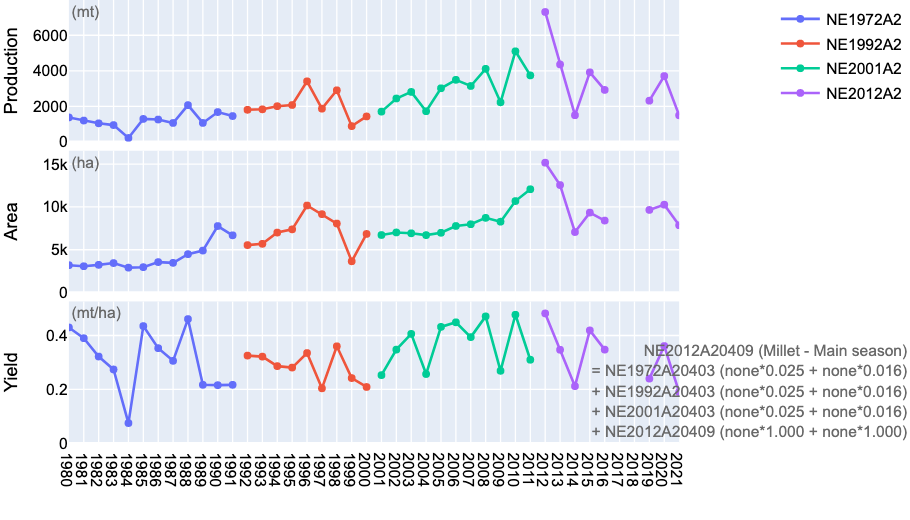 (mt)
Production
6000
4000
2000
0
NE1972A2
NE1992A2
NE2001A2
NE2012A2
(ha)
Area
15k
10k
5k
0
(mt/ha)
Yield
0.4
0.2
0
NE2012A20409 (Millet - Main season)
= NE1972A20403 (none*0.025 + none*0.016)
+ NE1992A20403 (none*0.025 + none*0.016)
+ NE2001A20403 (none*0.025 + none*0.016)
+ NE2012A20409 (none*1.000 + none*1.000)
1980
1981
1982
1983
1984
1985
1986
1987
1988
1989
1990
1991
1992
1993
1994
1995
1996
1997
1998
1999
2000
2001
2002
2003
2004
2005
2006
2007
2008
2009
2010
2011
2012
2013
2014
2015
2016
2017
2018
2019
2020
2021